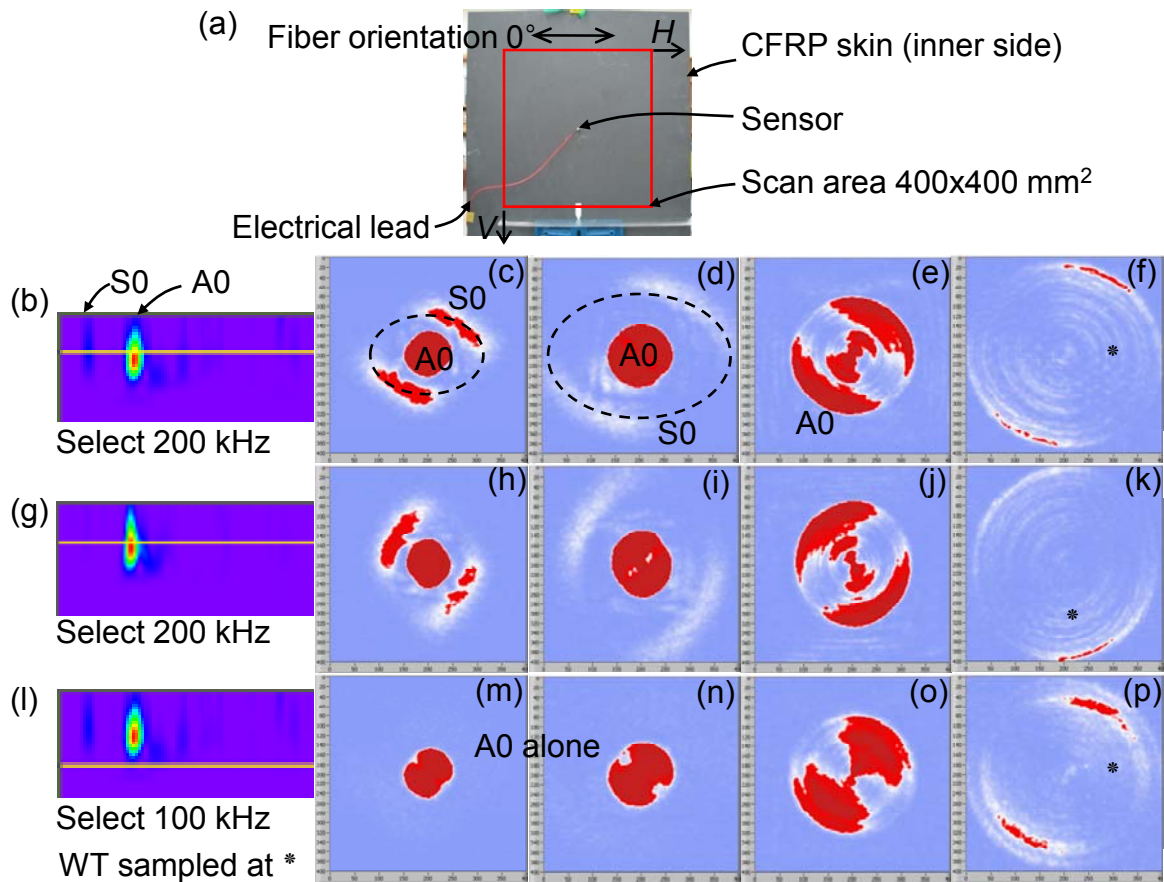 (a)
Fiber orientation 0°
H
CFRP skin (inner side)
Sensor
Scan area 400x400 mm2
Electrical lead
V
S0
A0
(b)
Select 200 kHz
(c)
S0
A0
(d)
A0
S0
(e)
A0
(f)
*
(g)
Select 200 kHz
(h)
(i)
(j)
(k)
*
(l)
Select 100 kHz
WT sampled at *
(m)
A0 alone
(n)
(o)
(p)
*